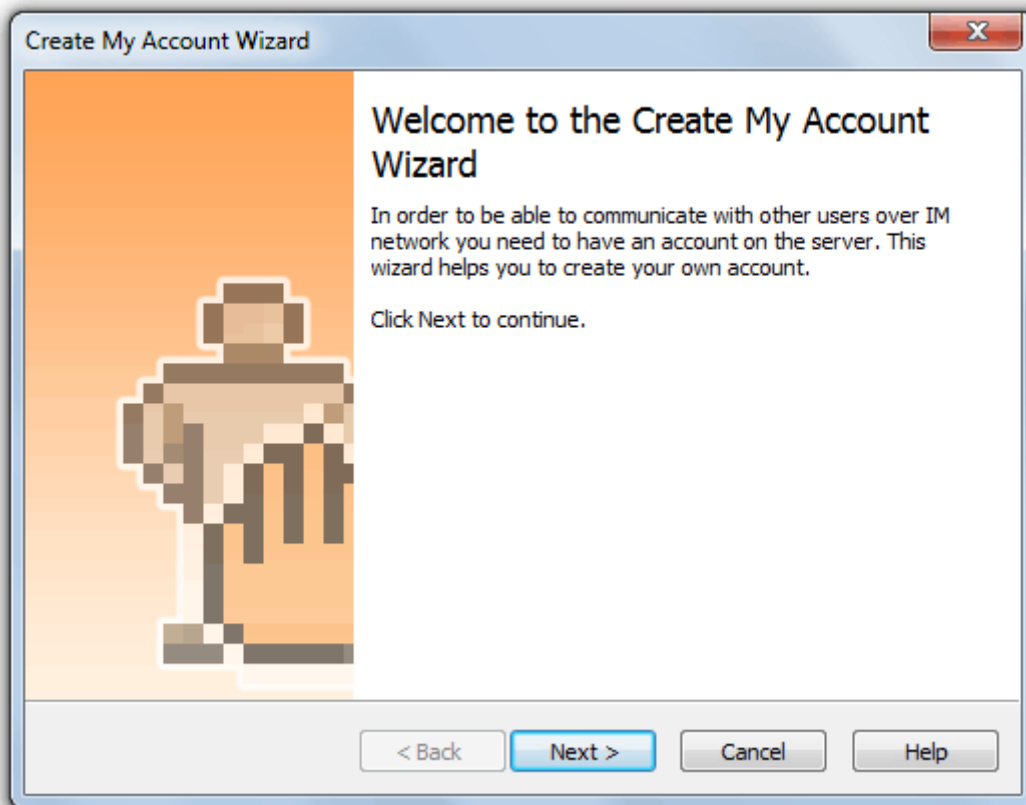 Create My Account Wizard
Welcome to the Create My Account
Wizard
In order to be able to communicate with other users over IM
network you need to have an account on the server. This
wizard helps you to create your own account.
Click Next to continue.
< Back Next > Cancel Help